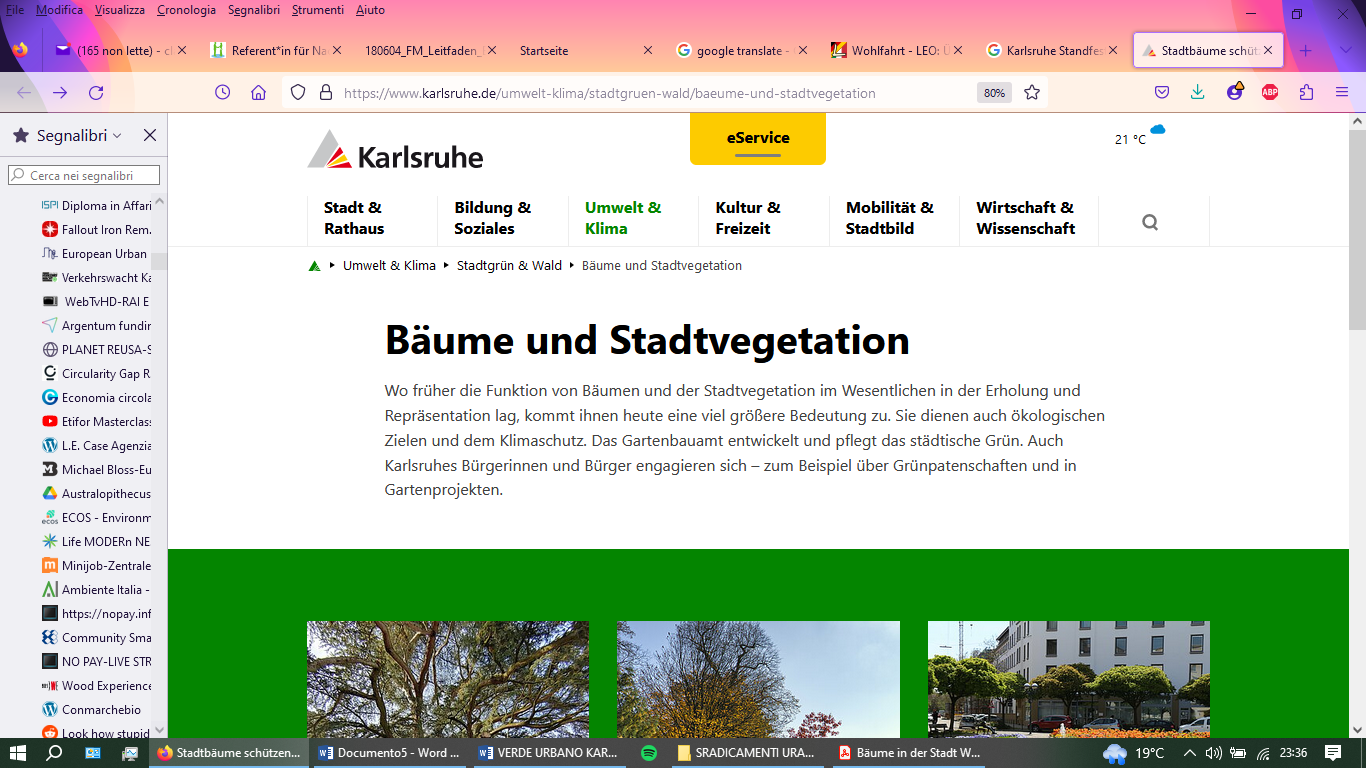 File Modifica Visualizza Cronologia Segnalibri Strumenti Aiuto
(165 non lette) - cl
Referent*in für Na
180604_FM_Leitfaden_
Startseite
google translate -
Wohlfahrt - LEO: Ü
Karlsruhe Standfes
Stadtbäume schütz
https://www.karlsruhe.de/umwelt-klima/stadtgruen-wald/baeume-und-stadtvegetation
80%
ABP
Segnalibri
Cerca nei segnalibri
ISPI Diploma in Affari
Fallout Iron Rem.
European Urban
Verkehrswacht Ka
WebTvHD-RAI E
Argentum fundin
PLANET REUSA-S
Circularity Gap R
Economia circola
Etifor Masterclass
L.E. Case Agenzia
Michael Bloss-Eu
Australopithecus
ecos ECOS - Environm
Life MODERn NE
Minijob-Zentrale
Ambiente Italia -
https://nopay.inf
Community Sma
NO PAY-LIVE STR
Wood Experience
Conmarchebio
Look how stupid
Karlsruhe
eService
21 °C
Stadt &
Rathaus
Bildung &
Soziales
Umwelt &
Klima
Kultur &
Freizeit
Mobilität &
Stadtbild
Wirtschaft &
Wissenschaft
Umwelt & Klima Stadtgrün & Wald Bäume und Stadtvegetation
Bäume und Stadtvegetation
Wo früher die Funktion von Bäumen und der Stadtvegetation im Wesentlichen in der Erholung und
Repräsentation lag, kommt ihnen heute eine viel größere Bedeutung zu. Sie dienen auch ökologischen
Zielen und dem Klimaschutz. Das Gartenbauamt entwickelt und pflegt das städtische Grün. Auch
Karlsruhes Bürgerinnen und Bürger engagieren sich – zum Beispiel über Grünpatenschaften und in
Gartenprojekten.
Stadtbäume schützen...
Documento5 - Word ...
VERDE URBANO KAR...
SRADICAMENTI URA...
Bäume in der Stadt W...
19°C
23:36